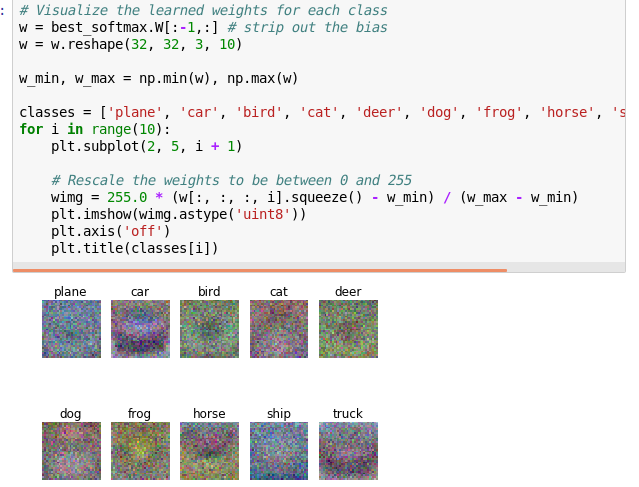 :
# Visualize the learned weights for each class
w = best_softmax.W[:-1,:] # strip out the bias
w = w.reshape(32, 32, 3, 10)
w_min, w_max = np.min(w), np.max(w)
classes = ['plane', 'car', 'bird', 'cat', 'deer', 'dog', 'frog', 'horse', 's
for i in range(10):
    plt.subplot(2, 5, i + 1)
    # Rescale the weights to be between 0 and 255
    wimg = 255.0 * (w[:, :, :, i].squeeze() - w_min) / (w_max - w_min)
    plt.imshow(wimg.astype('uint8'))
    plt.axis('off')
    plt.title(classes[i])
plane car bird cat deer
dog frog horse ship truck